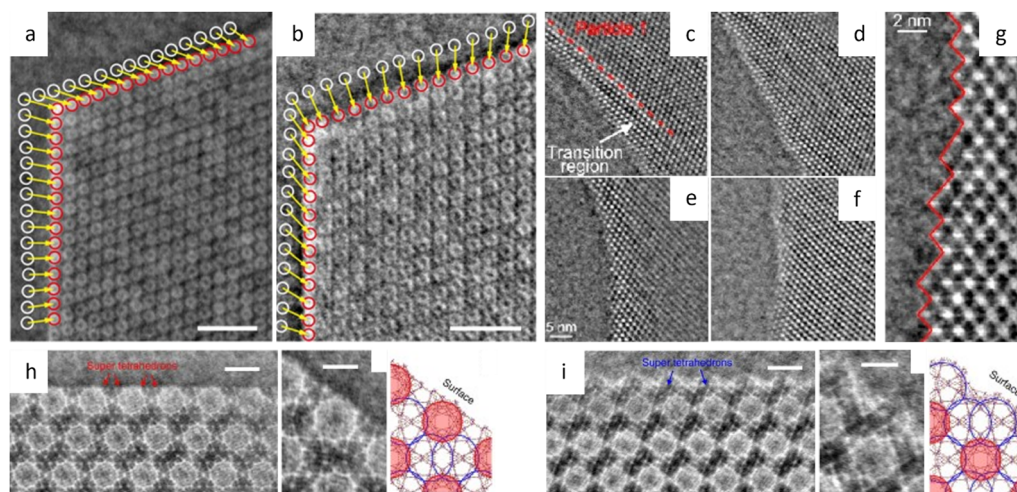 a
b
c
Particle 1
Transition
region
d
e
5 nm
f
g
2 nm
h
Super tetrahedrons
Surface
i
Super tetrahedrons
Surface